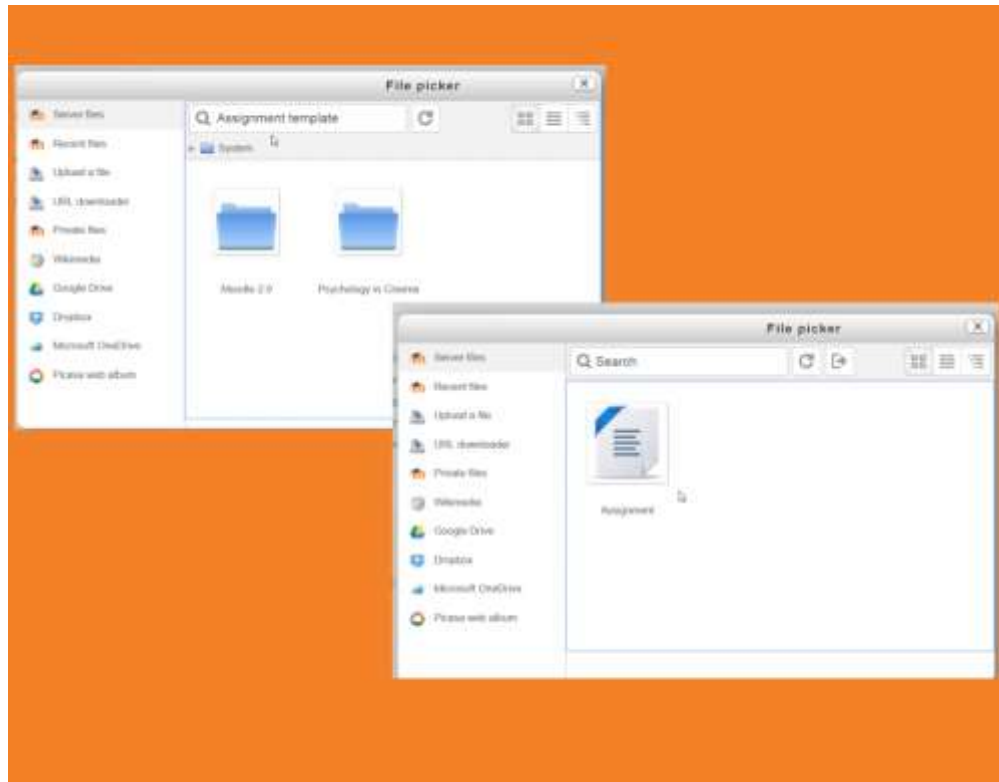 File picker
Server files
Recent files
Upload a file
URL downloader
Private files
Wikimedia
Google Drive
Dropbox
Microsoft OneDrive
Picasa web album
Assignment template
System
Moodle 2.9
Psychology in Cinema
File picker
Server files
Recent files
Upload a file
URL downloader
Private files
Wikimedia
Google Drive
Dropbox
Microsoft OneDrive
Picasa web album
Search
Assignment